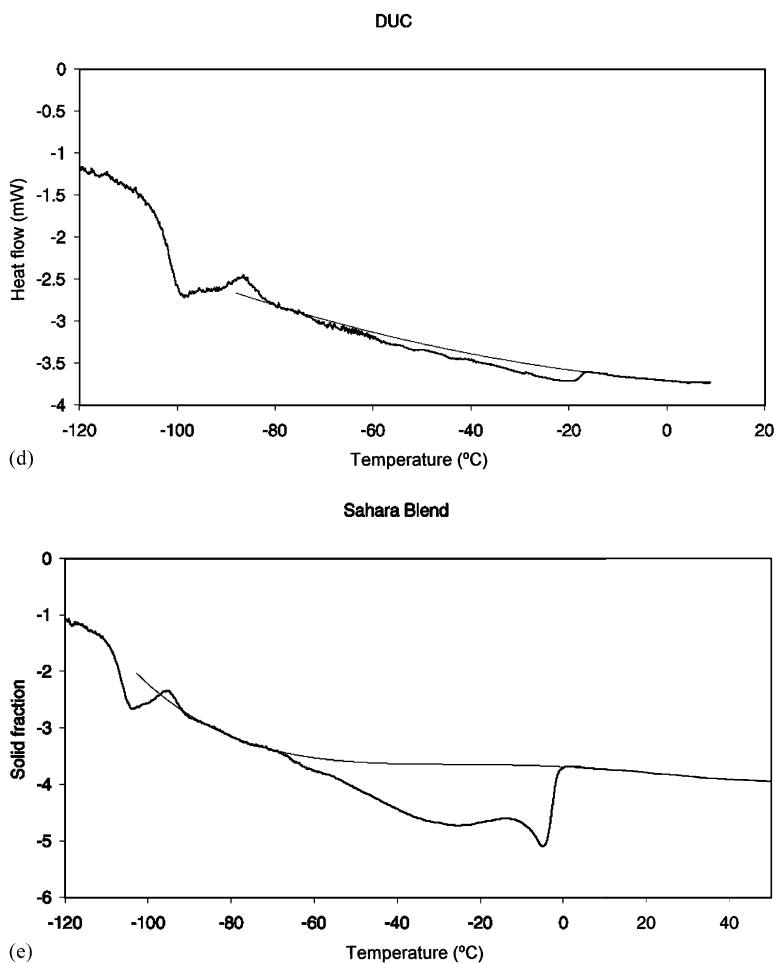 DUC
0
-0.5
-1
-1.5
-2
-2.5
-3
-3.5
-4
Heat flow (mW)
-120 -100 -80 -60 -40 -20 0 20
Temperature (ºC)
(d)
Sahara Blend
0
-1
-2
-3
-4
-5
-6
Solid fraction
-120 -100 -80 -60 -40 -20 0 20 40
Temperature (ºC)
(e)